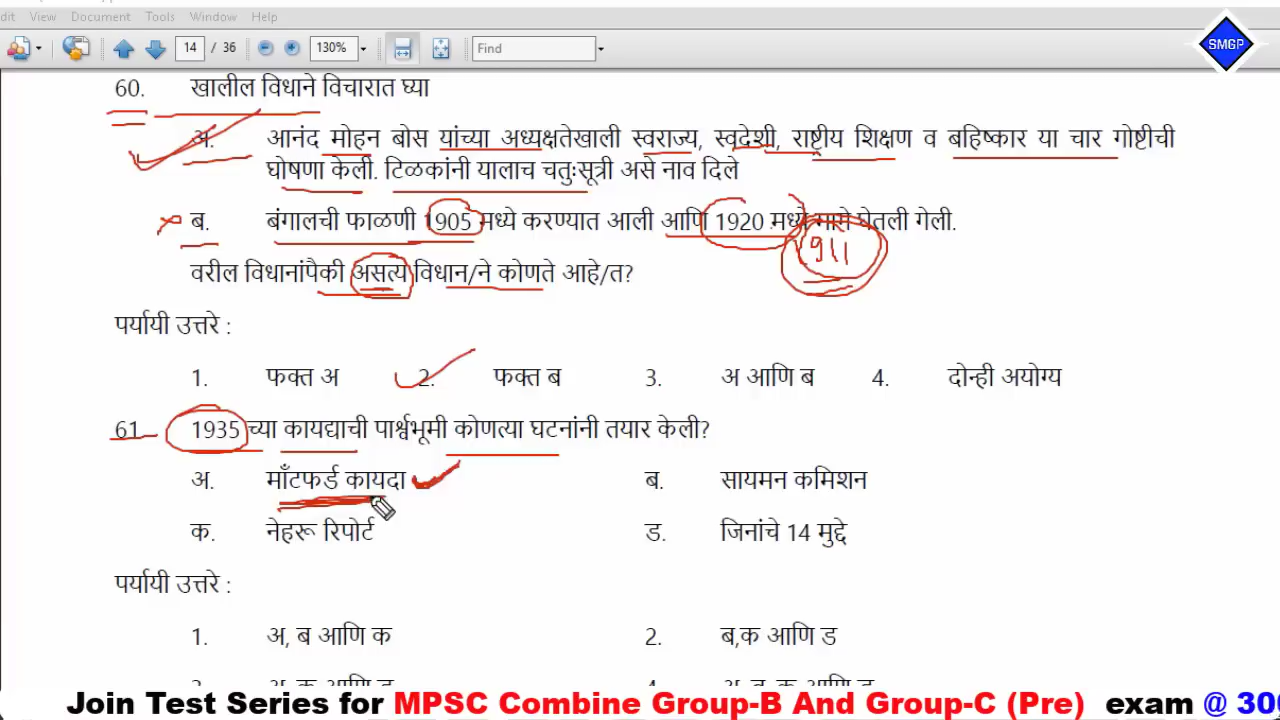 dit View Document Tools Window Help
14 / 36 130% Find
SMGP
60. खालील विधाने विचारात घ्या
अ. आनंद मोहन बोस यांच्या अध्यक्षतेखाली स्वराज्य, स्वदेशी, राष्ट्रीय शिक्षण व बहिष्कार या चार गोष्टीची
घोषणा केली. टिळकांनी यालाच चतुःसूत्री असे नाव दिले
ब. बंगालची फाळणी 1905 मध्ये करण्यात आली आणि 1920 मध्ये मागे घेतली गेली.
1911
वरील विधानांपैकी असत्य विधान/ने कोणते आहे/त?
पर्यायी उत्तरे :
1. फक्त अ 2. फक्त ब 3. अ आणि ब 4. दोन्ही अयोग्य
61 1935 च्या कायद्याची पार्श्वभूमी कोणत्या घटनांनी तयार केली?
अ. माँटफर्ड कायदा ब. सायमन कमिशन
क. नेहरू रिपोर्ट ड. जिनांचे 14 मुद्दे
पर्यायी उत्तरे :
1. अ, ब आणि क 2. ब,क आणि ड
Join Test Series for MPSC Combine Group-B And Group-C (Pre) exam @ 30